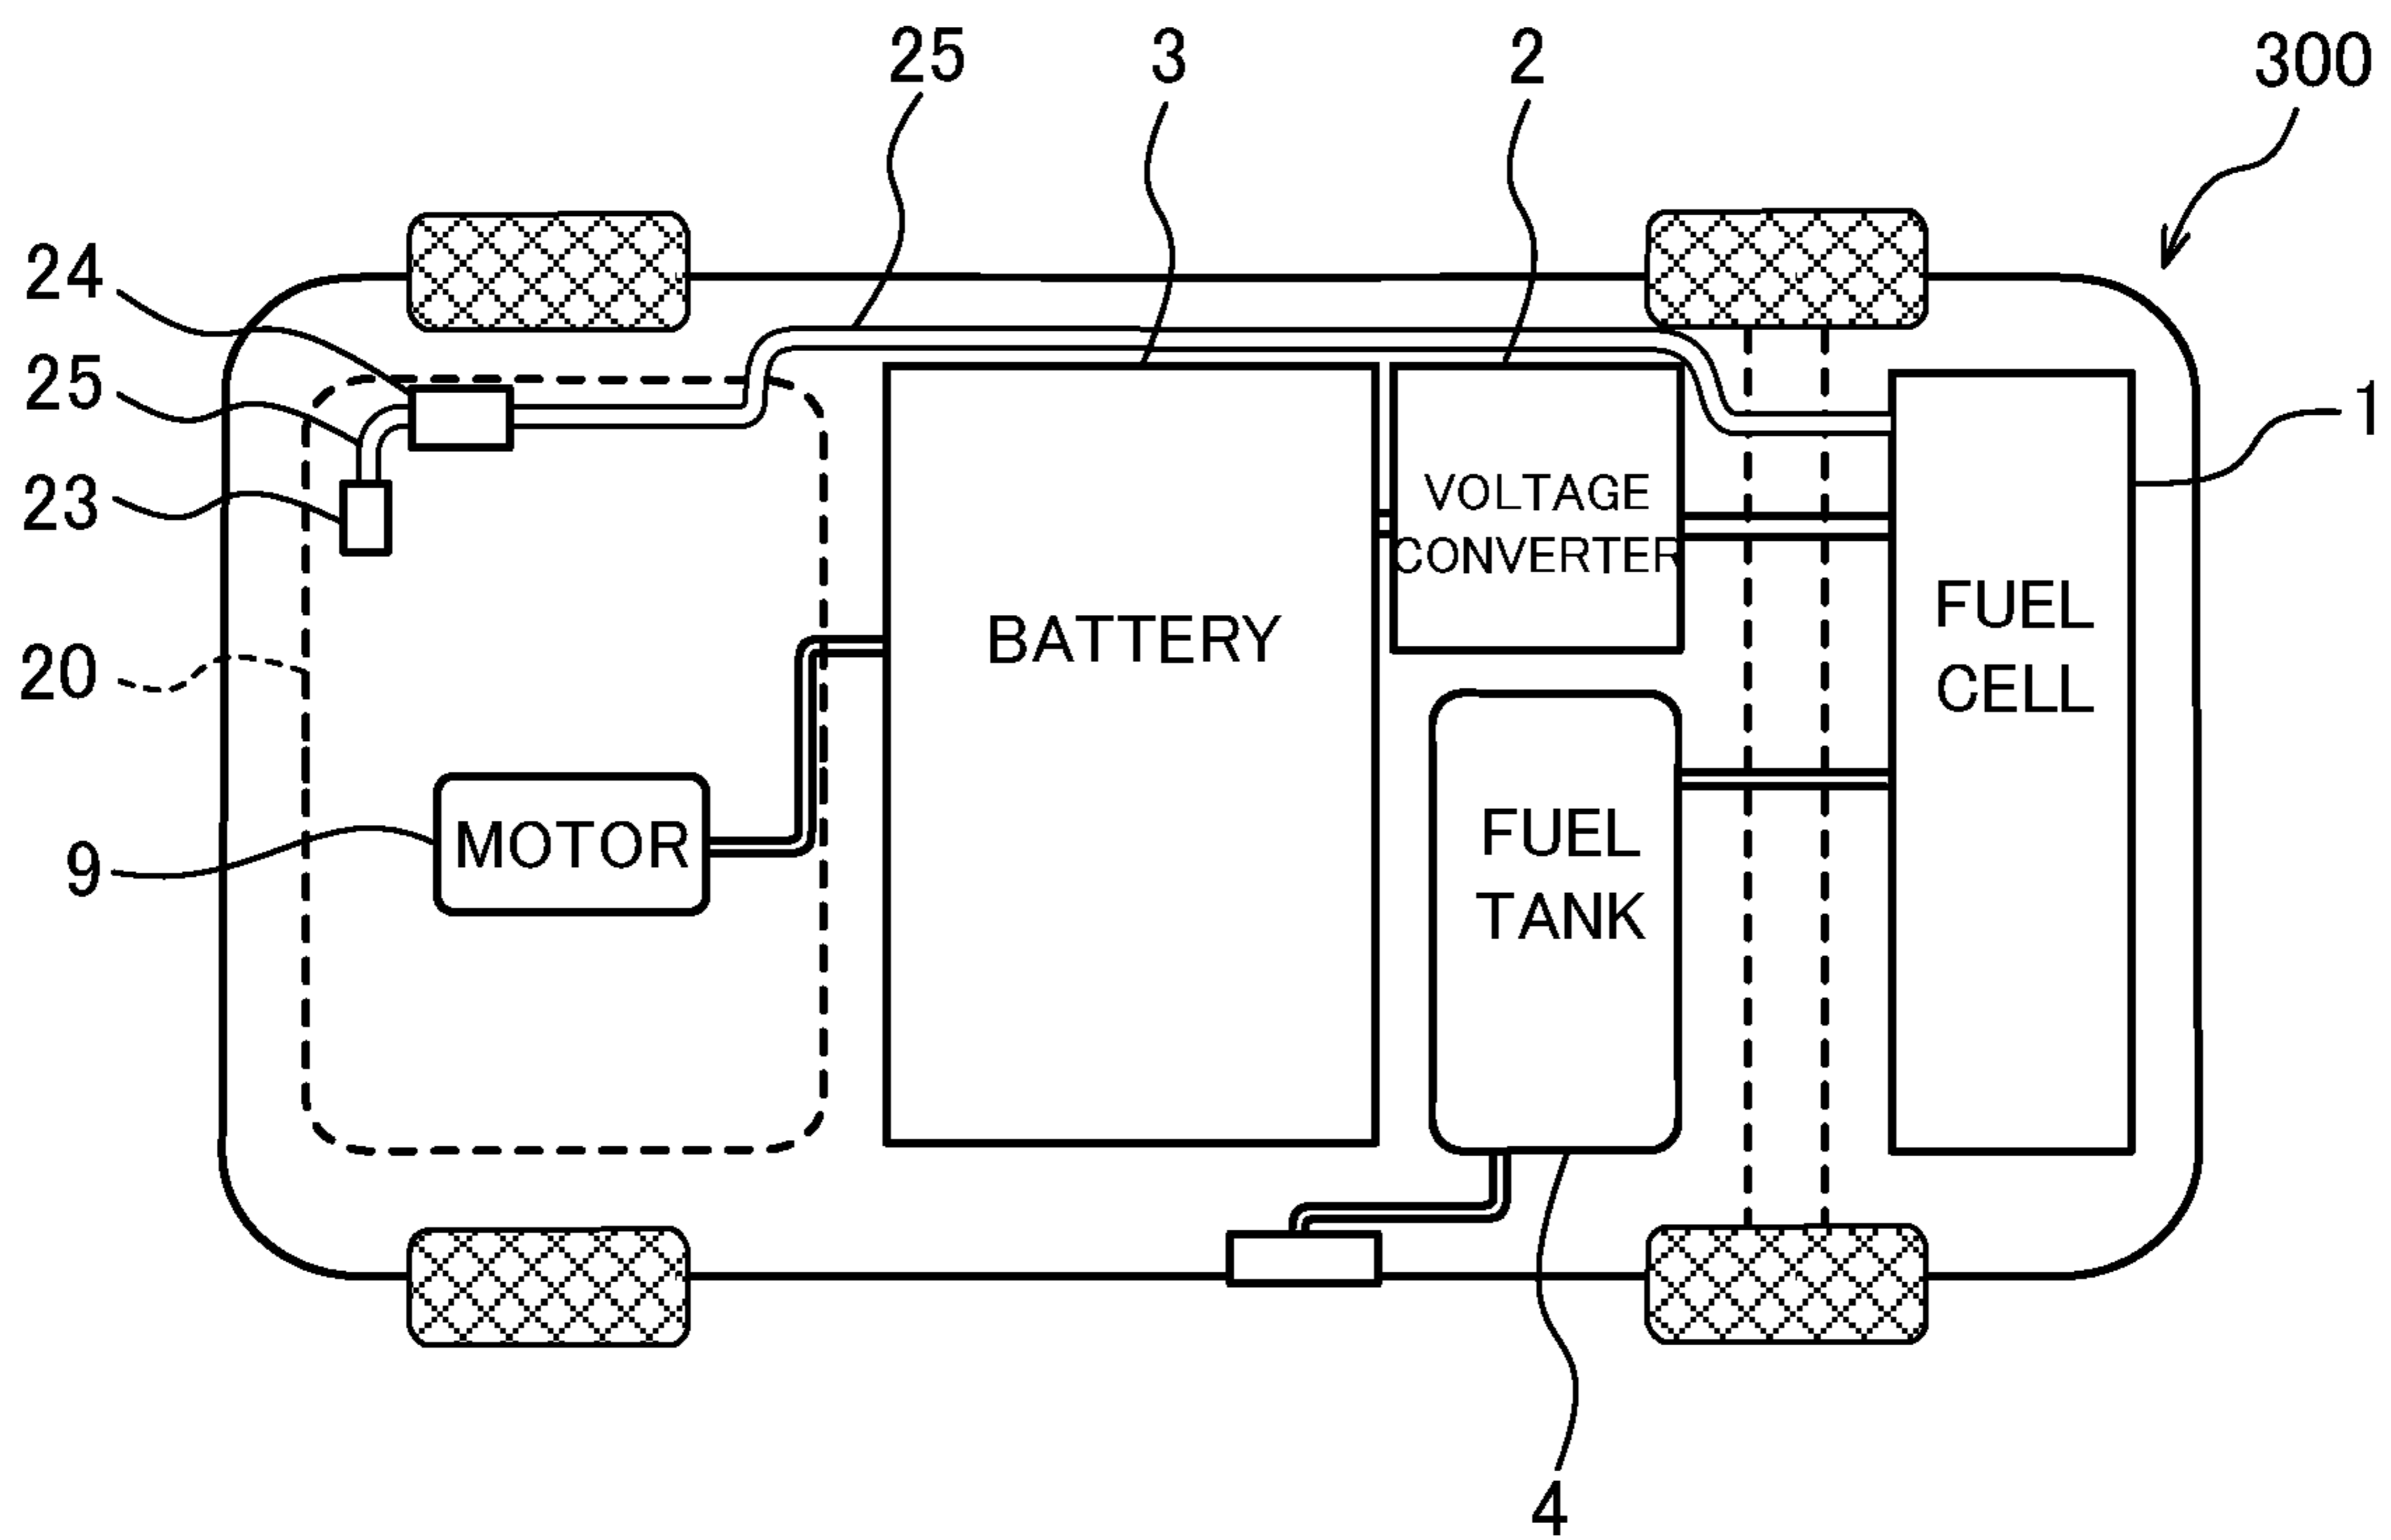 25
3
2
300
24
25
23
20
9
1
VOLTAGE
CONVERTER
BATTERY
FUEL
CELL
MOTOR
FUEL
TANK
4